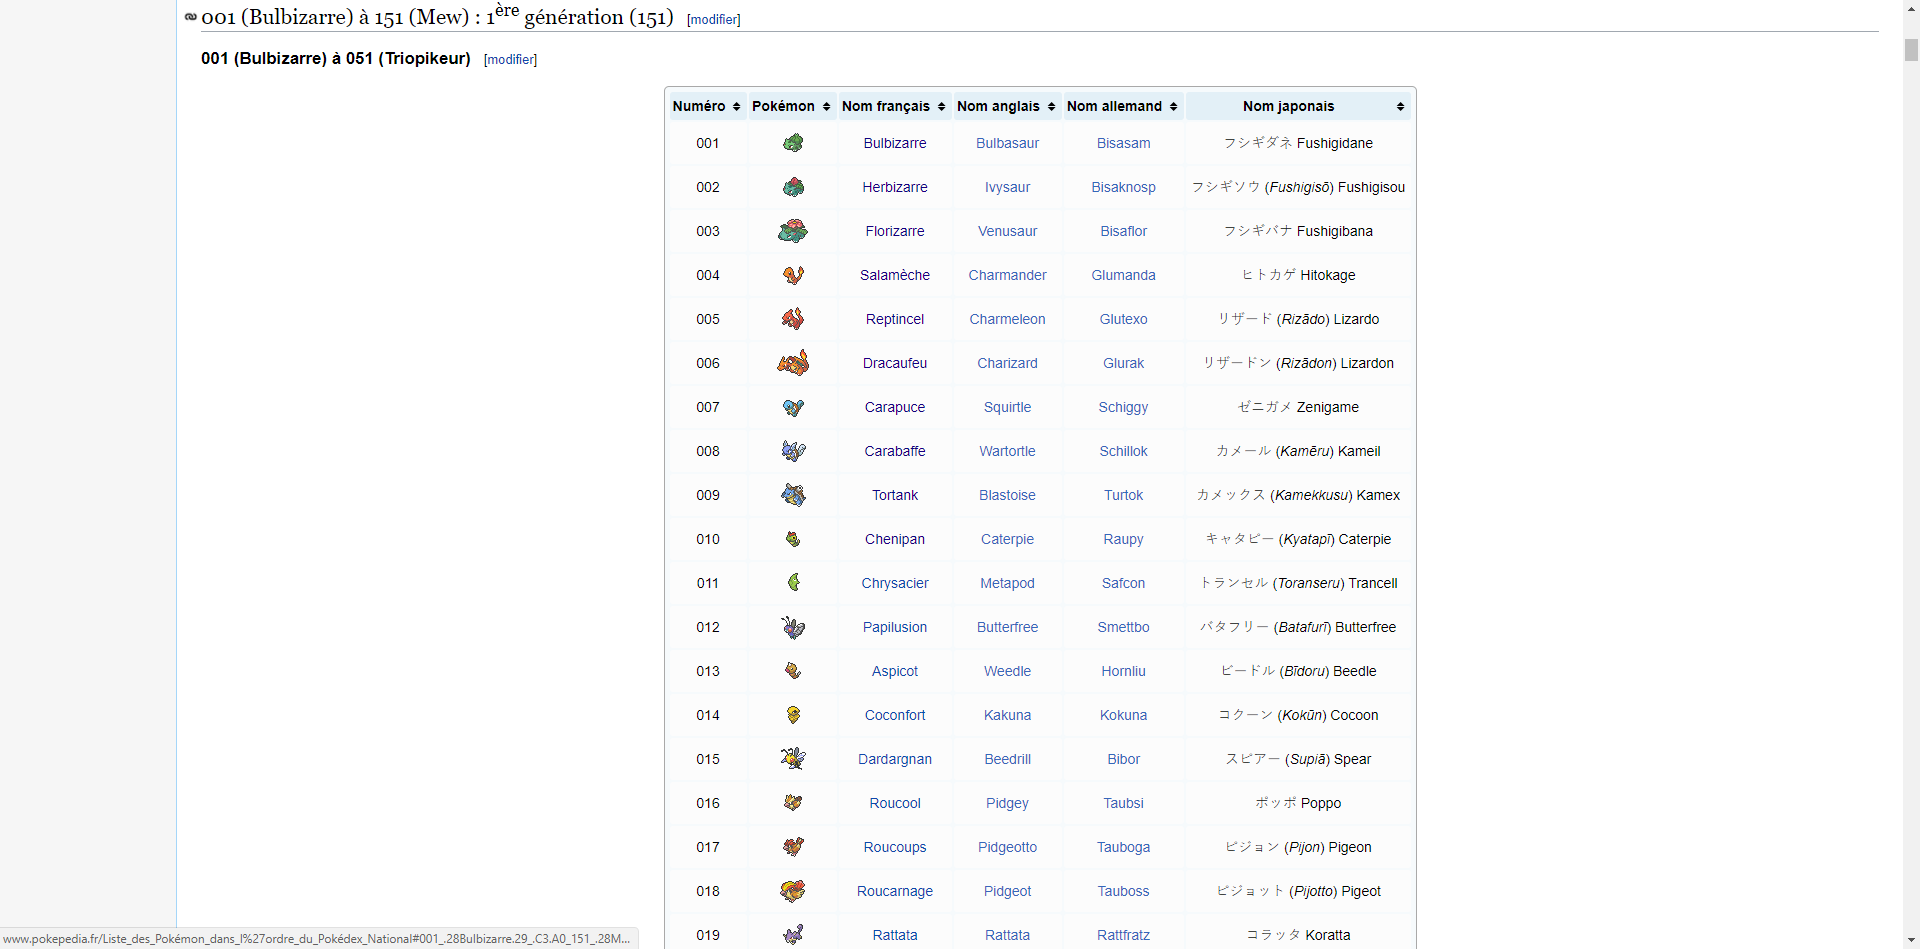 001 (Bulbizarre) à 151 (Mew) : 1ère génération (151) [modifier]
001 (Bulbizarre) à 051 (Triopikeur) [modifier]
Numéro Pokémon Nom français Nom anglais Nom allemand Nom japonais
001 Bulbizarre Bulbasaur Bisasam フシギダネ Fushigidane
002 Herbizarre Ivysaur Bisaknosp フシギソウ (Fushigisō) Fushigisou
003 Florizarre Venusaur Bisaflor フシギバナ Fushigibana
004 Salamèche Charmander Glumanda ヒトカゲ Hitokage
005 Reptincel Charmeleon Glutexo リザード (Rizādo) Lizardo
006 Dracaufeu Charizard Glurak リザードン (Rizādon) Lizardon
007 Carapuce Squirtle Schiggy ゼニガメ Zenigame
008 Carabaffe Wartortle Schillok カメール (Kamēru) Kameil
009 Tortank Blastoise Turtok カメックス (Kamekkusu) Kamex
010 Chenipan Caterpie Raupy キャタピー (Kyatapī) Caterpie
011 Chrysacier Metapod Safcon トランセル (Toranseru) Trancell
012 Papilusion Butterfree Smettbo バタフリー (Batafurī) Butterfree
013 Aspicot Weedle Hornliu ビードル (Bīdoru) Beedle
014 Coconfort Kakuna Kokuna コクーン (Kokūn) Cocoon
015 Dardargnan Beedrill Bibor スピアー (Supiā) Spear
016 Roucool Pidgey Taubsi ポッポ Poppo
017 Roucoups Pidgeotto Tauboga ピジョン (Pijon) Pigeon
018 Roucarnage Pidgeot Tauboss ピジョット (Pijotto) Pigeot
019 Rattata Rattata Rattfratz コラッタ Koratta
www.pokepedia.fr/Liste_des_Pokémon_dans_l%27ordre_du_Pokédex_National#001_.28Bulbizarre.29_.C3.A0_151_.28M...